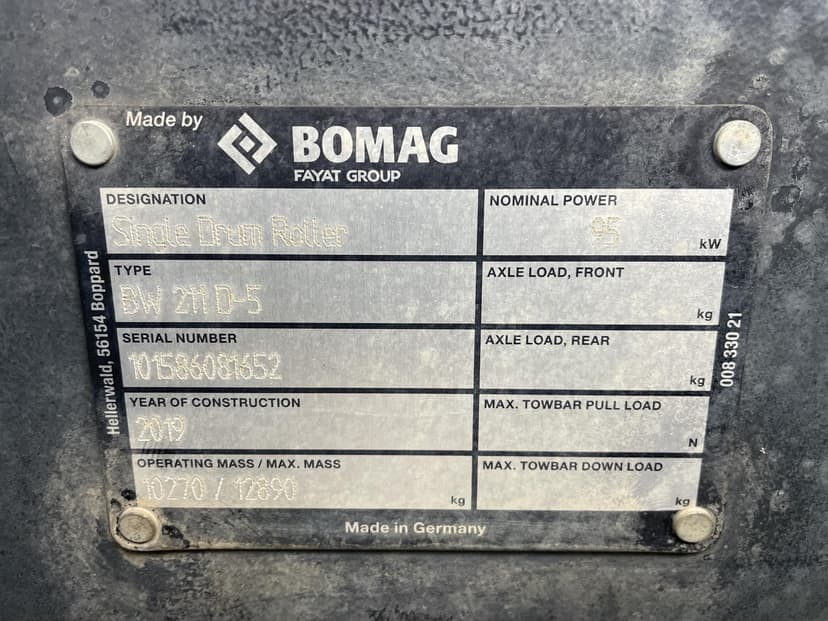 Made by
BOMAG
FAYAT GROUP
DESIGNATION
Single Drum Roller
NOMINAL POWER
95 kW
TYPE
BW 211 D-5
AXLE LOAD, FRONT
kg
SERIAL NUMBER
101586081652
AXLE LOAD, REAR
kg
YEAR OF CONSTRUCTION
2019
MAX. TOWBAR PULL LOAD
N
OPERATING MASS / MAX. MASS
10270 / 12890 kg
MAX. TOWBAR DOWN LOAD
kg
Made in Germany
Hellerwald, 56154 Boppard
008 330 21